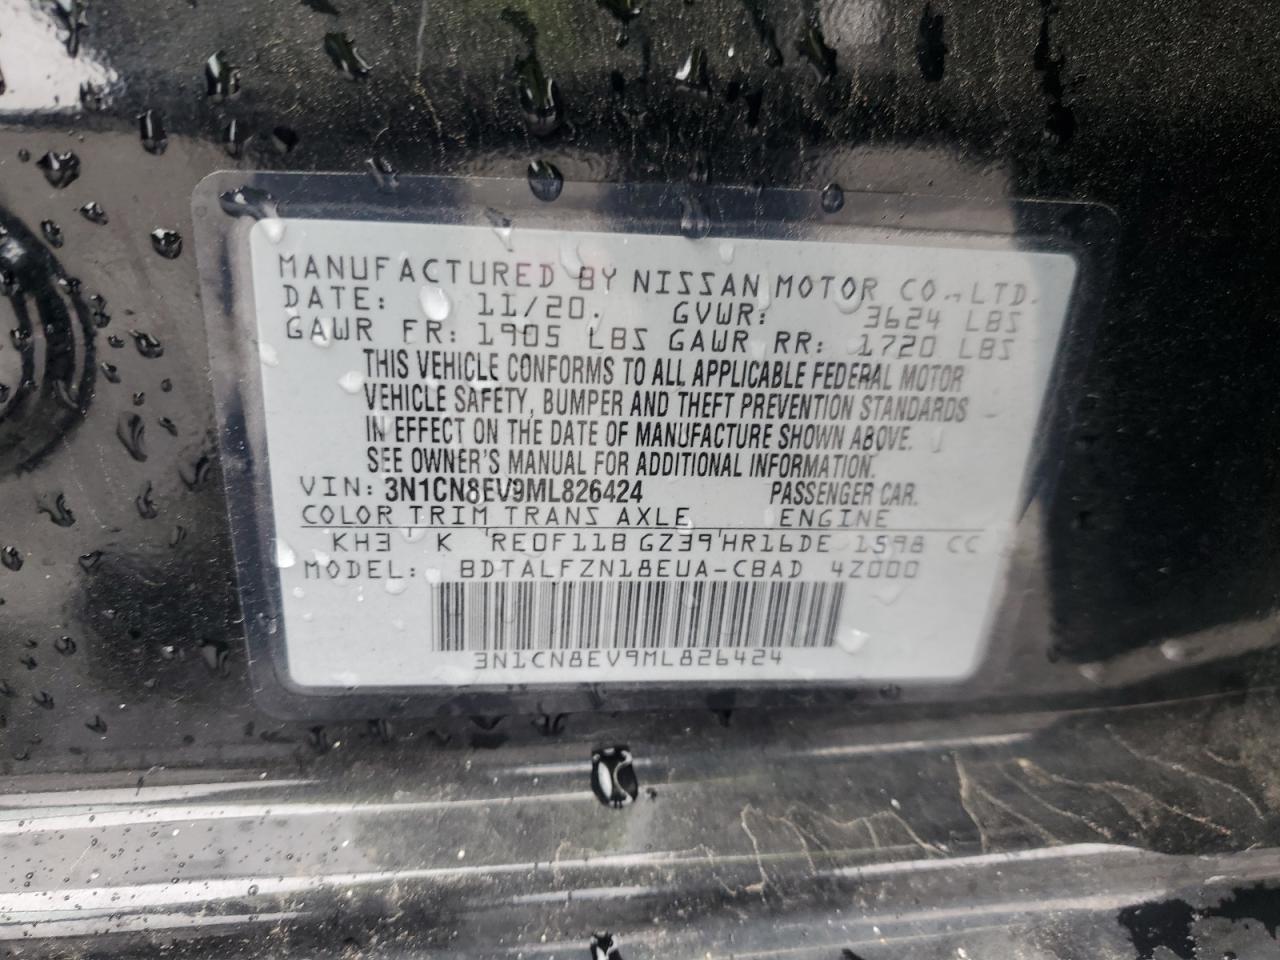 MANUFACTURED BY NISSAN MOTOR CO., LTD.
DATE: 11/20. GVWR: 3624 LBS
GAWR FR: 1905 LBS GAWR RR: 1720 LBS
THIS VEHICLE CONFORMS TO ALL APPLICABLE FEDERAL MOTOR
VEHICLE SAFETY, BUMPER AND THEFT PREVENTION STANDARDS
IN EFFECT ON THE DATE OF MANUFACTURE SHOWN ABOVE.
SEE OWNER'S MANUAL FOR ADDITIONAL INFORMATION.
VIN: 3N1CN8EV9ML826424 PASSENGER CAR.
COLOR TRIM TRANS AXLE ENGINE
KH3 K RE0F11B GZ39 HR16DE 1598 CC
MODEL: BDTALFZN18EUA-CBAD 4Z000
3N1CN8EV9ML826424